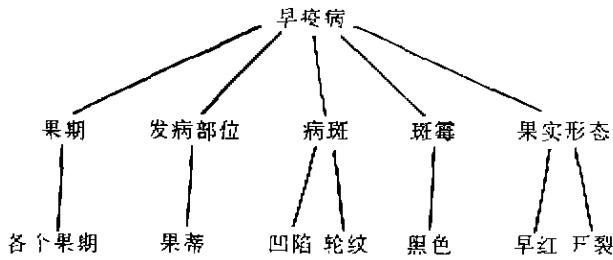 早疫病
果期 发病部位 病斑 斑霉 果实形态
各个果期 果蒂 凹陷 轮纹 黑色 早红 开裂